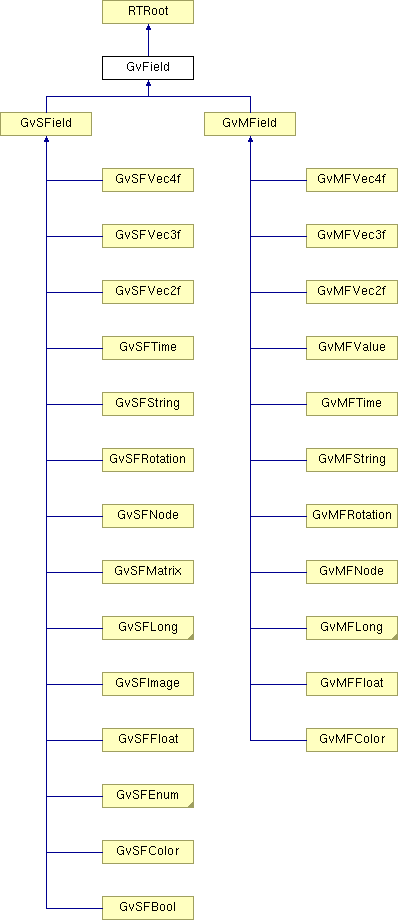 RTRoot
GvField
GvSField
GvMField
GvSFVec4f
GvMFVec4f
GvSFVec3f
GvMFVec3f
GvSFVec2f
GvMFVec2f
GvSFTime
GvMFValue
GvSFString
GvMFTime
GvSFRotation
GvMFString
GvSFNode
GvMFRotation
GvSFMatrix
GvMFNode
GvSFLong
GvMFLong
GvSFImage
GvMFFloat
GvSFFloat
GvMFColor
GvSFEnum
GvSFColor
GvSFBool